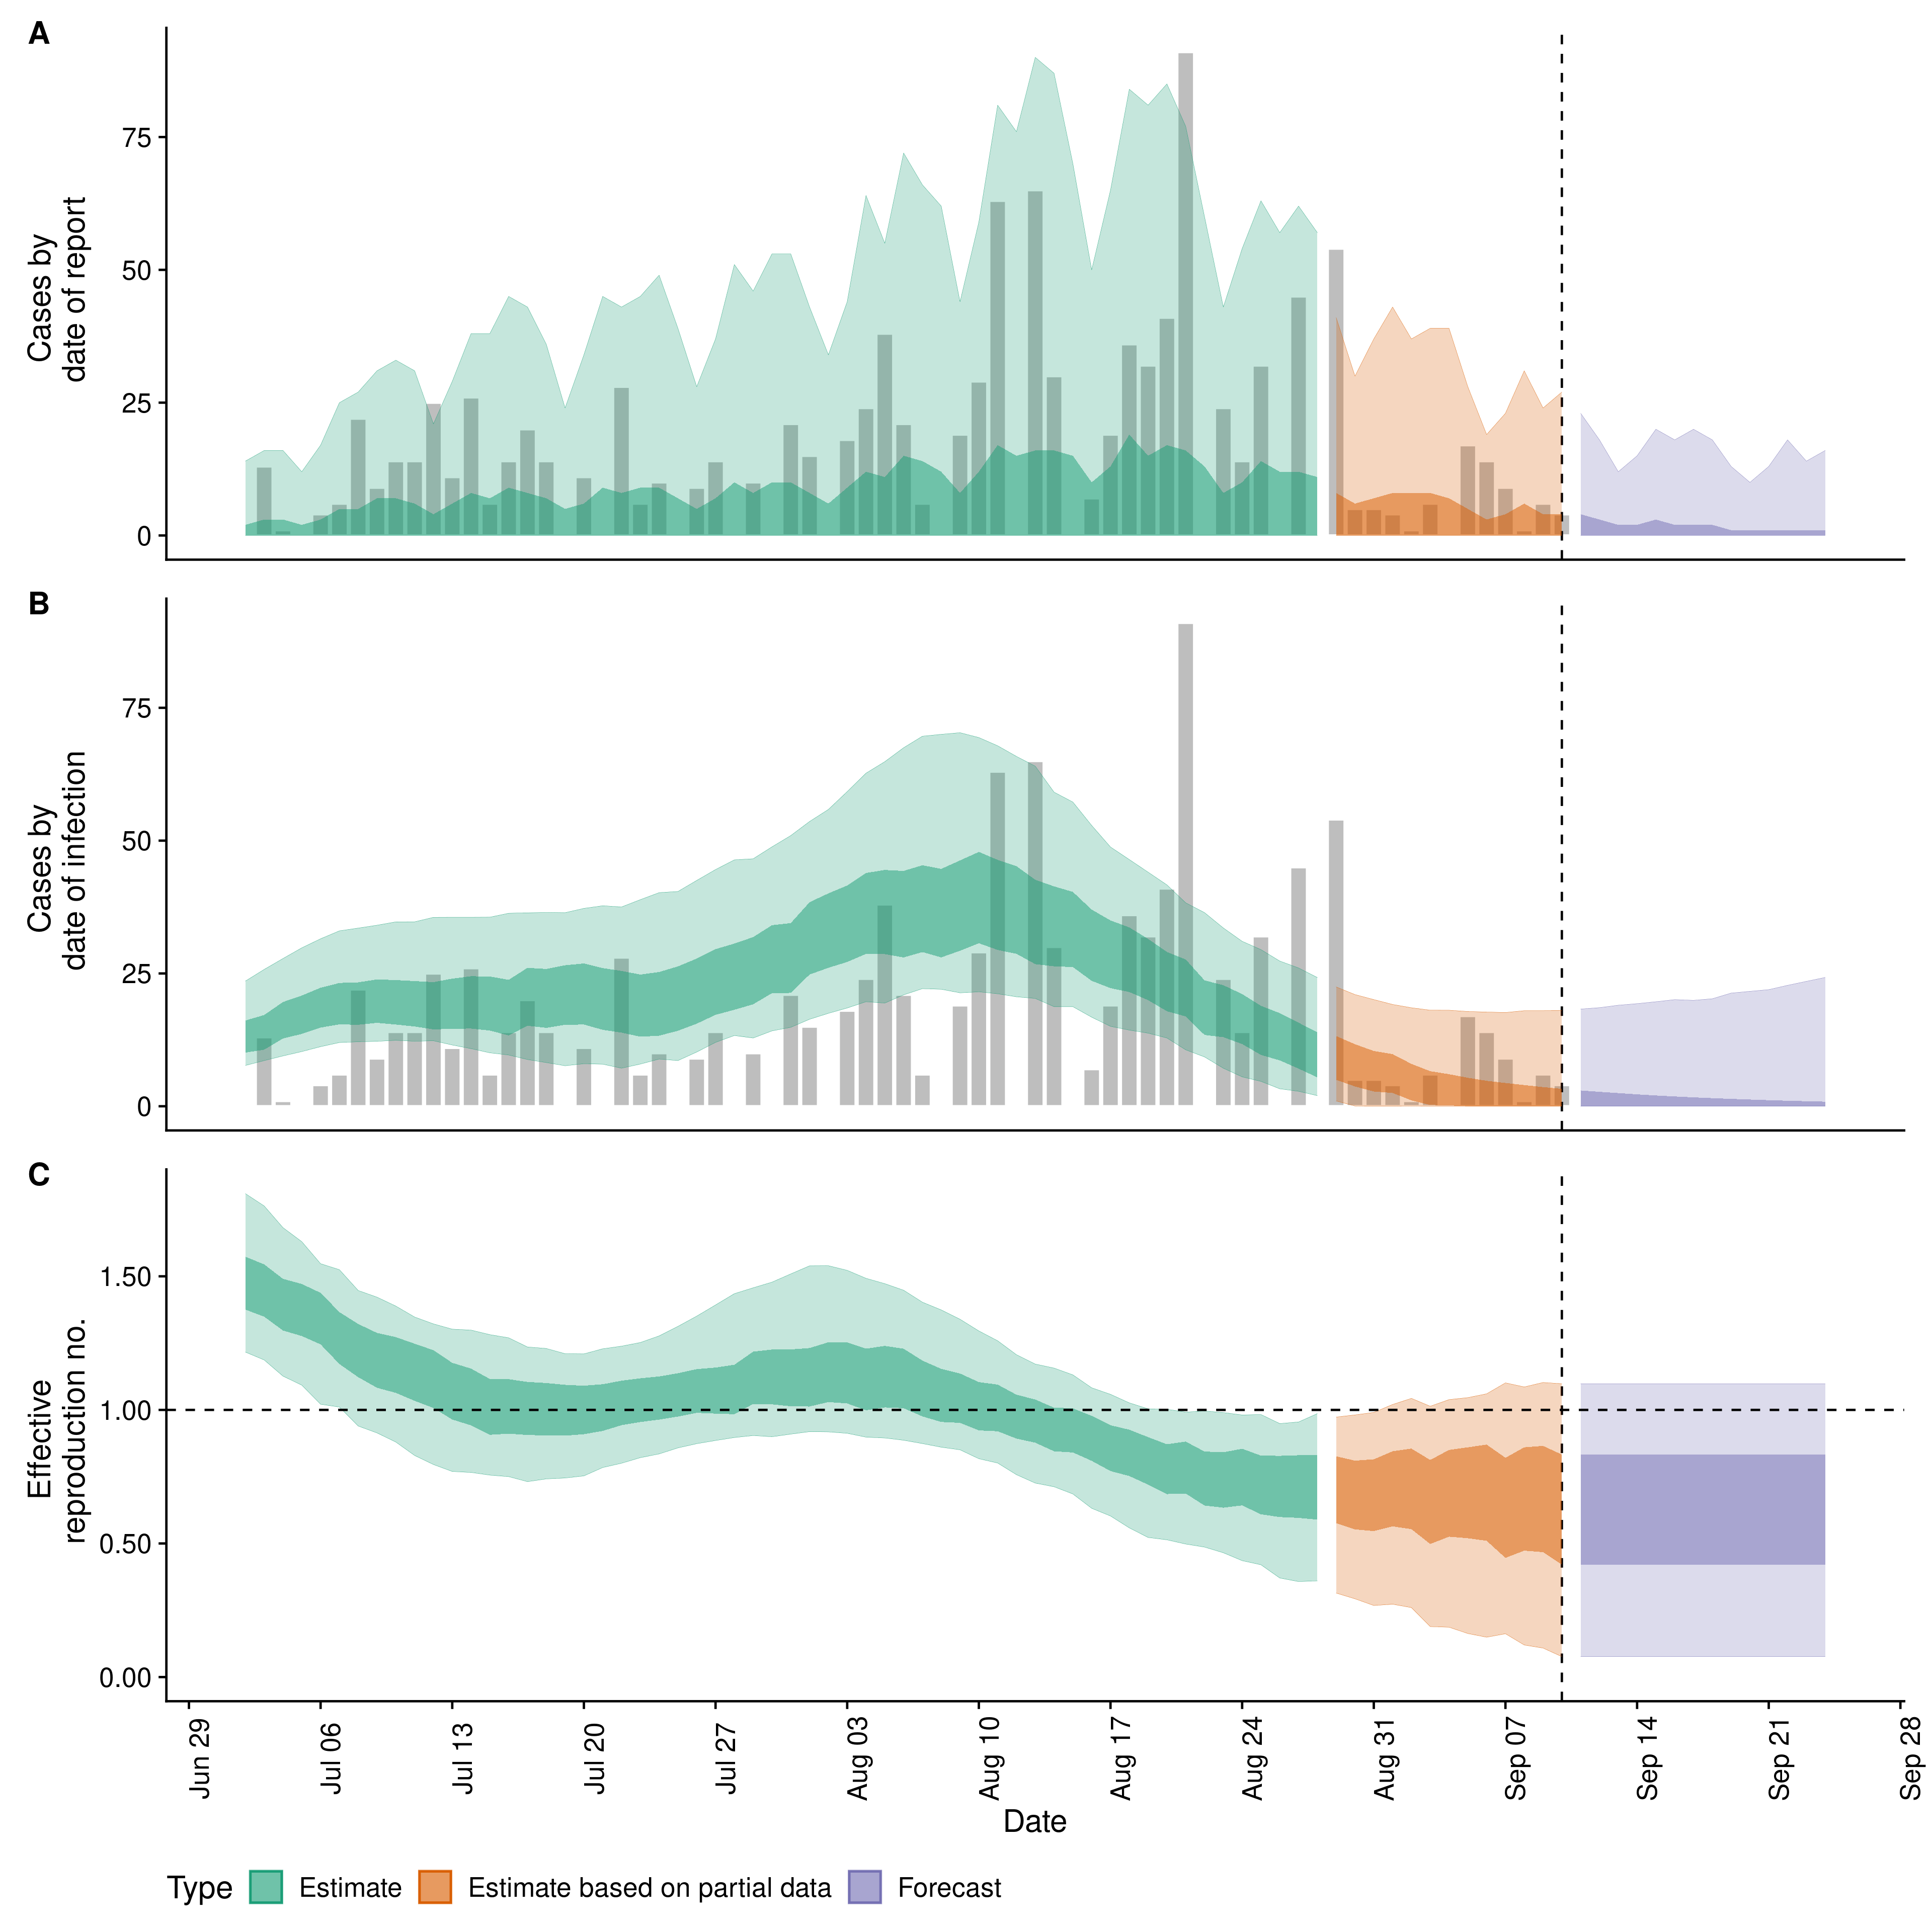 A
Cases by
date of report
75
50
25
0
B
Cases by
date of infection
75
50
25
0
C
Effective
reproduction no.
1.50
1.00
0.50
0.00
Jun 29
Jul 06
Jul 13
Jul 20
Jul 27
Aug 03
Aug 10
Aug 17
Aug 24
Aug 31
Sep 07
Sep 14
Sep 21
Sep 28
Date
Type Estimate Estimate based on partial data Forecast